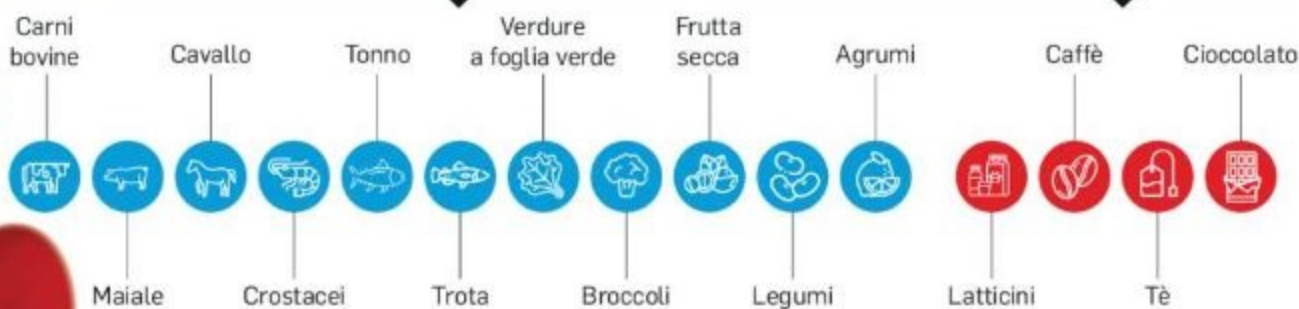 Carni
bovine
Cavallo
Tonno
Verdure
a foglia verde
Frutta
secca
Agrumi
Caffè
Cioccolato
Maiale
Crostacei
Trota
Broccoli
Legumi
Latticini
Tè